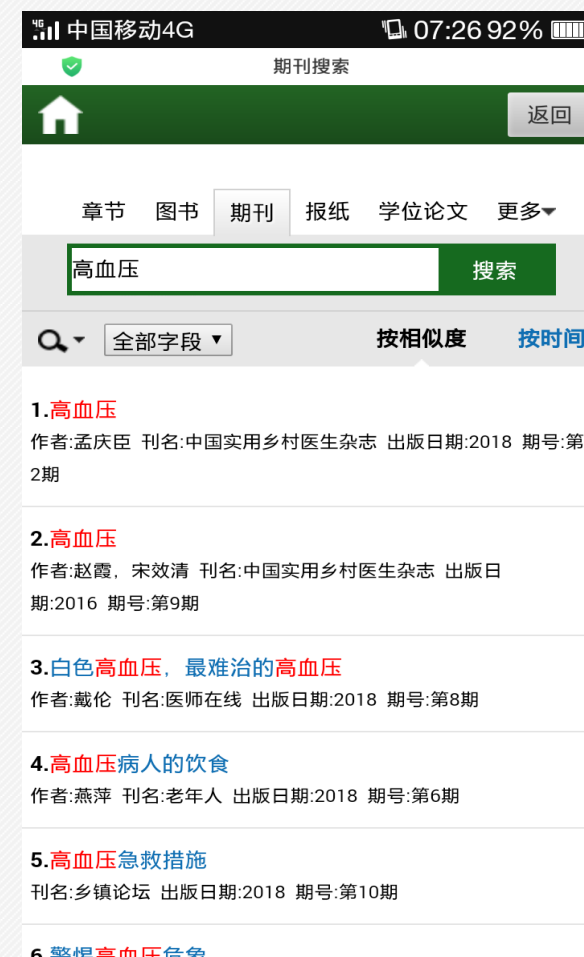 4G 中国移动4G 07:26 92%
期刊搜索
返回
章节 图书 期刊 报纸 学位论文 更多▾
高血压 搜索
全部字段 ▼ 按相似度 按时间
1.高血压
作者:孟庆臣 刊名:中国实用乡村医生杂志 出版日期:2018 期号:第
2期
2.高血压
作者:赵霞，宋效清 刊名:中国实用乡村医生杂志 出版日
期:2016 期号:第9期
3.白色高血压，最难治的高血压
作者:戴伦 刊名:医师在线 出版日期:2018 期号:第8期
4.高血压病人的饮食
作者:燕萍 刊名:老年人 出版日期:2018 期号:第6期
5.高血压急救措施
刊名:乡镇论坛 出版日期:2018 期号:第10期
6.警惕高血压危象